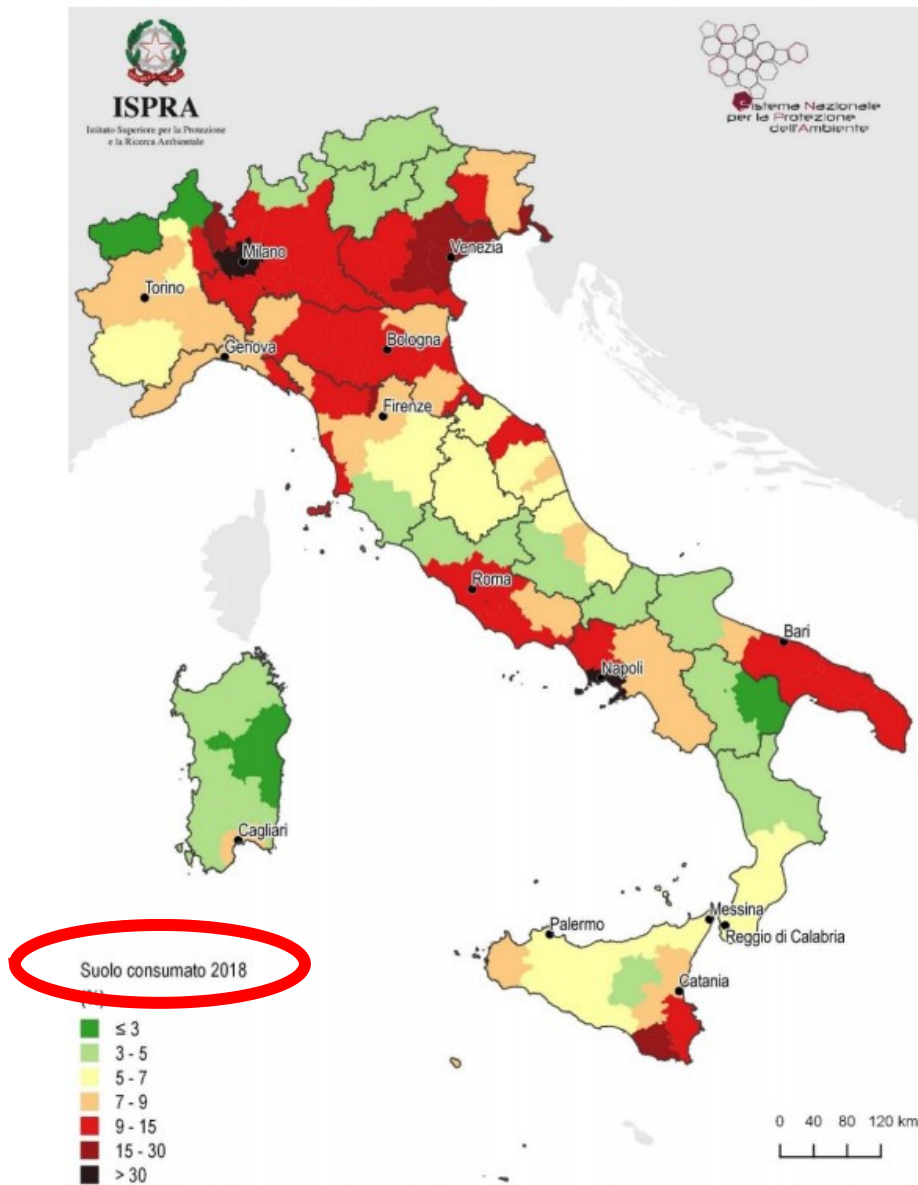 ISPRA
Istituto Superiore per la Protezione
e la Ricerca Ambientale
Sistema Nazionale
per la Protezione
dell'Ambiente
Milano
Venezia
Torino
Genova
Bologna
Firenze
Roma
Bari
Napoli
Cagliari
Messina
Palermo
Reggio di Calabria
Catania
Suolo consumato 2018
(%)
≤ 3
3 - 5
5 - 7
7 - 9
9 - 15
15 - 30
> 30
0 40 80 120 km